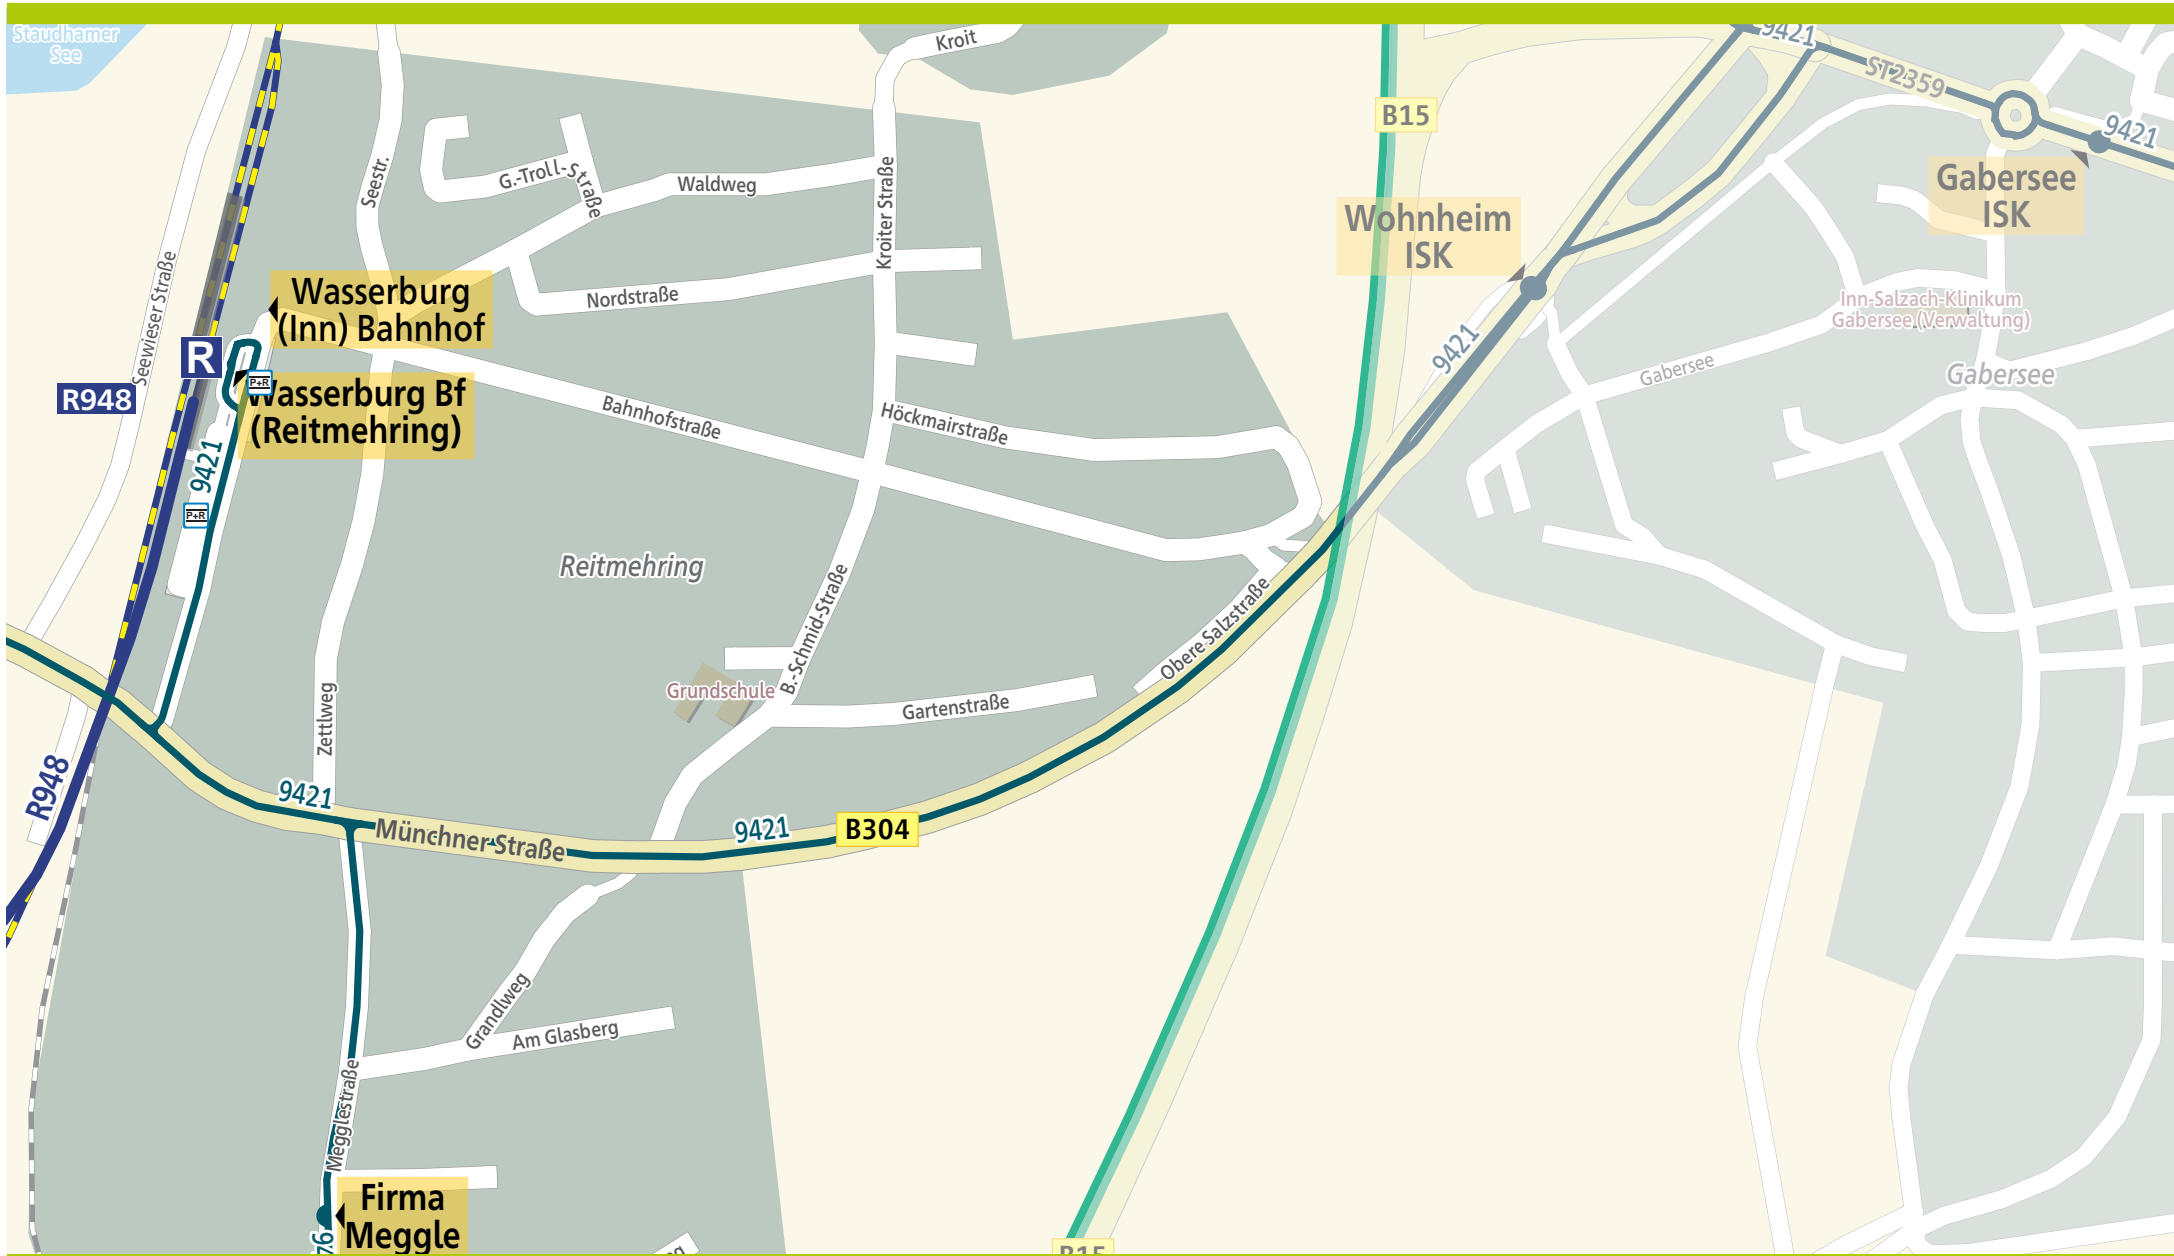 Staudhamer
See
Kroit
9421
ST2359
B15
9421
Seestr.
G.-Troll-Straße
Waldweg
Kroiter Straße
Gabersee
ISK
Wohnheim
ISK
Seewieser Straße
Wasserburg
(Inn) Bahnhof
Nordstraße
Inn-Salzach-Klinikum
Gabersee (Verwaltung)
R
9421
Gabersee
Gabersee
R948
P+R
Wasserburg Bf
(Reitmehring)
Bahnhofstraße
Höckmairstraße
9421
P+R
Reitmehring
B.-Schmid-Straße
Obere Salzstraße
Grundschule
Gartenstraße
Zettlweg
R948
9421
Münchner Straße
9421
B304
Grandlweg
Am Glasberg
Megglestraße
Firma
Meggle
B15